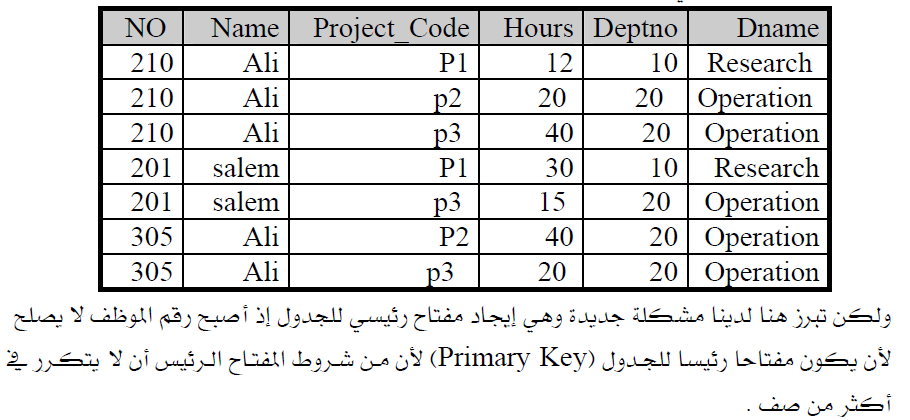 NO Name Project_Code Hours Deptno Dname
210 Ali P1 12 10 Research
210 Ali p2 20 20 Operation
210 Ali p3 40 20 Operation
201 salem P1 30 10 Research
201 salem p3 15 20 Operation
305 Ali P2 40 20 Operation
305 Ali p3 20 20 Operation
ولكن تبرز هنا لدينا مشكلة جديدة وهي إيجاد مفتاح رئيسي للجدول إذ أصبح رقم الموظف لا يصلح
لأن يكون مفتاحا رئيسا للجدول (Primary Key) لأن من شروط المفتاح الرئيس أن لا يتكرر في
أكثر من صف .